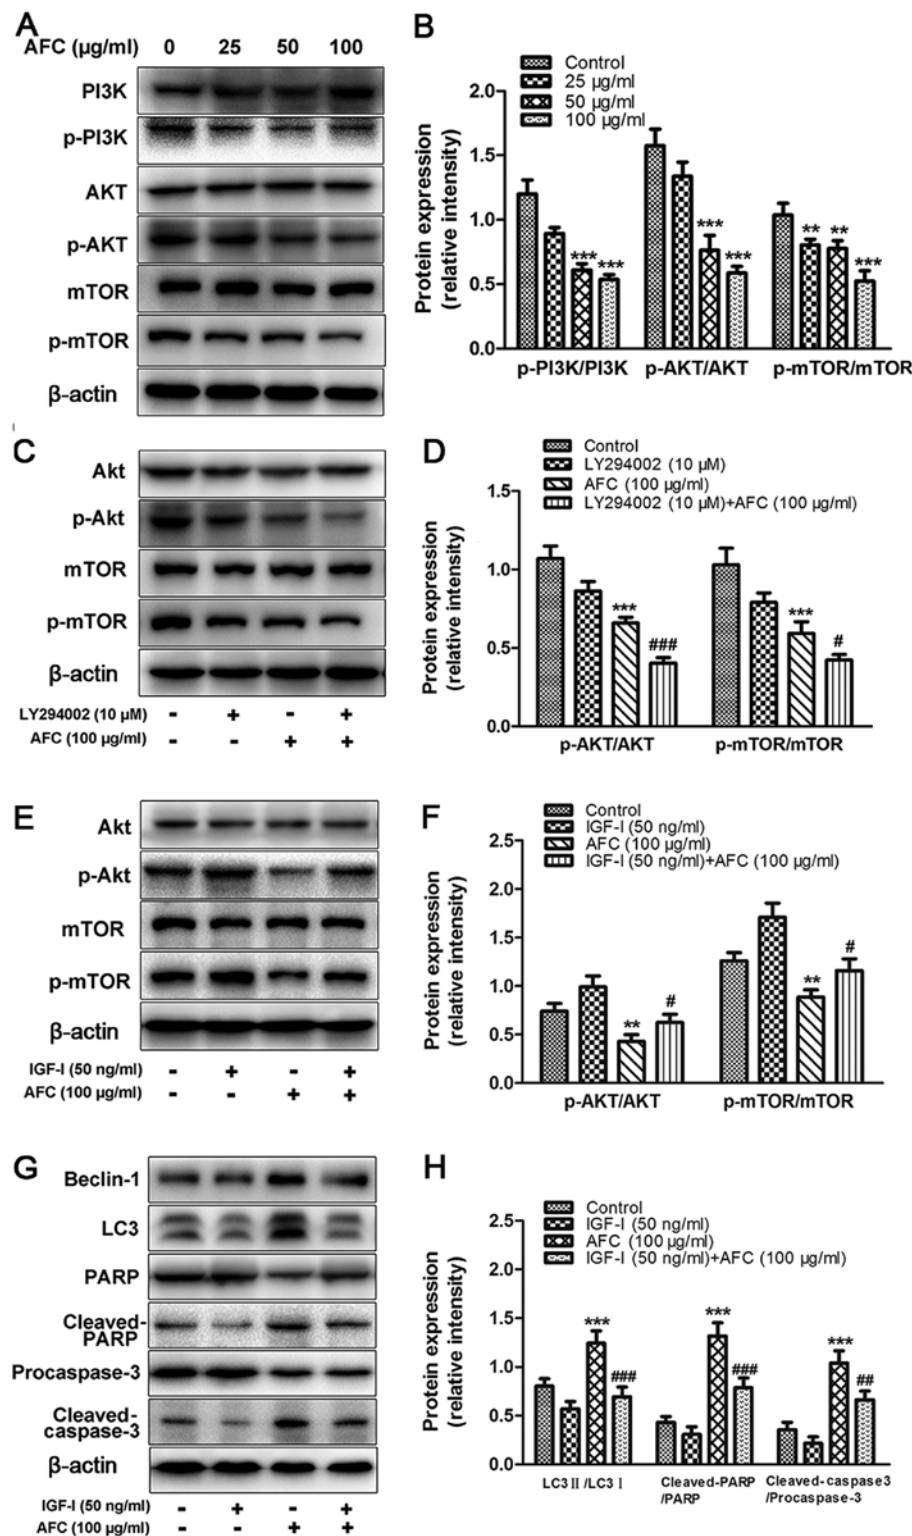 A
AFC (µg/ml) 0 25 50 100
PI3K
p-PI3K
AKT
p-AKT
mTOR
p-mTOR
β-actin
B
Control
25 µg/ml
50 µg/ml
100 µg/ml
Protein expression
(relative intensity)
2.0
1.5
1.0
0.5
0.0
*** *** *** *** ** ** ***
p-PI3K/PI3K p-AKT/AKT p-mTOR/mTOR
C
Akt
p-Akt
mTOR
p-mTOR
β-actin
LY294002 (10 µM) - + - +
AFC (100 µg/ml) - - + +
D
Control
LY294002 (10 µM)
AFC (100 µg/ml)
LY294002 (10 µM)+AFC (100 µg/ml)
Protein expression
(relative intensity)
1.5
1.0
0.5
0.0
*** ### *** #
p-AKT/AKT p-mTOR/mTOR
E
Akt
p-Akt
mTOR
p-mTOR
β-actin
IGF-I (50 ng/ml) - + - +
AFC (100 µg/ml) - - + +
F
Control
IGF-I (50 ng/ml)
AFC (100 µg/ml)
IGF-I (50 ng/ml)+AFC (100 µg/ml)
Protein expression
(relative intensity)
2.5
2.0
1.5
1.0
0.5
0.0
** # ** #
p-AKT/AKT p-mTOR/mTOR
G
Beclin-1
LC3
PARP
Cleaved-
PARP
Procaspase-3
Cleaved-
caspase-3
β-actin
IGF-I (50 ng/ml) - + - +
AFC (100 µg/ml) - - + +
H
Control
IGF-I (50 ng/ml)
AFC (100 µg/ml)
IGF-I (50 ng/ml)+AFC (100 µg/ml)
Protein expression
(relative intensity)
2.5
2.0
1.5
1.0
0.5
0.0
*** ### *** ### *** ##
LC3 II /LC3 I Cleaved-PARP Cleaved-caspase3
/PARP /Procaspase-3